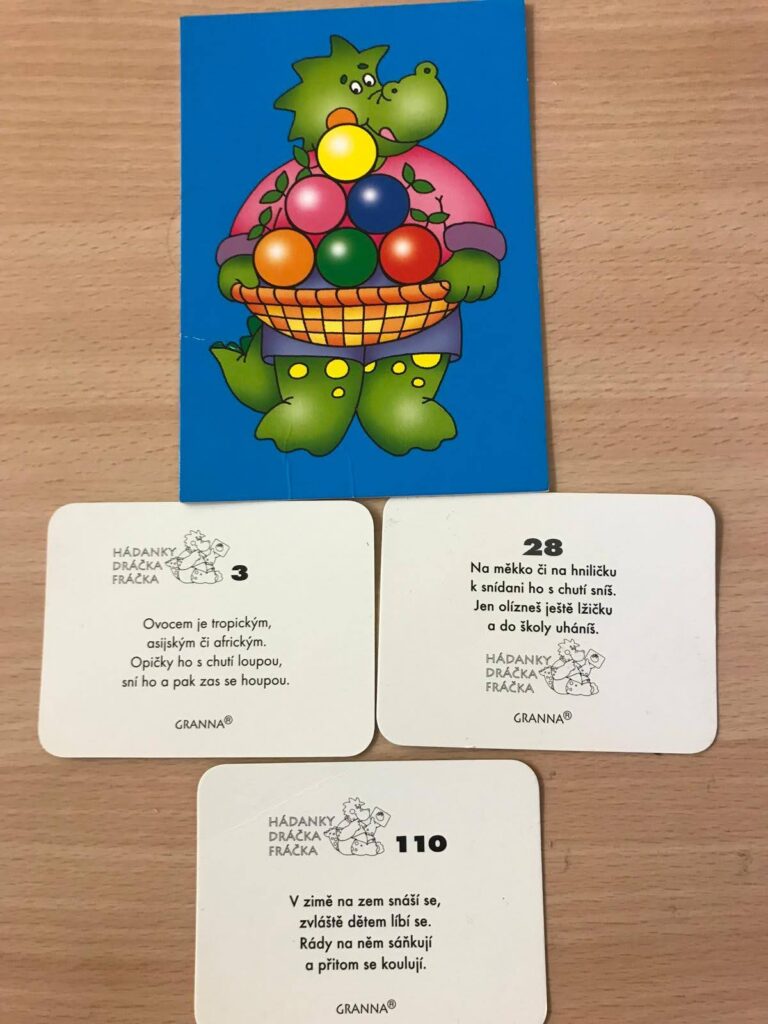 HÁDANKY
DRÁČKA
FRÁČKA 3
Ovocem je tropickým,
asijským či africkým.
Opičky ho s chutí loupou,
sní ho a pak zas se houpou.
GRANNA®
28
Na měkko či na hniličku
k snídani ho s chutí sníš.
Jen olízneš ještě lžičku
a do školy uháníš.
HÁDANKY
DRÁČKA
FRÁČKA
GRANNA®
HÁDANKY
DRÁČKA
FRÁČKA 110
V zimě na zem snáší se,
zvláště dětem líbí se.
Rády na něm sáňkují
a přitom se koulují.
GRANNA®